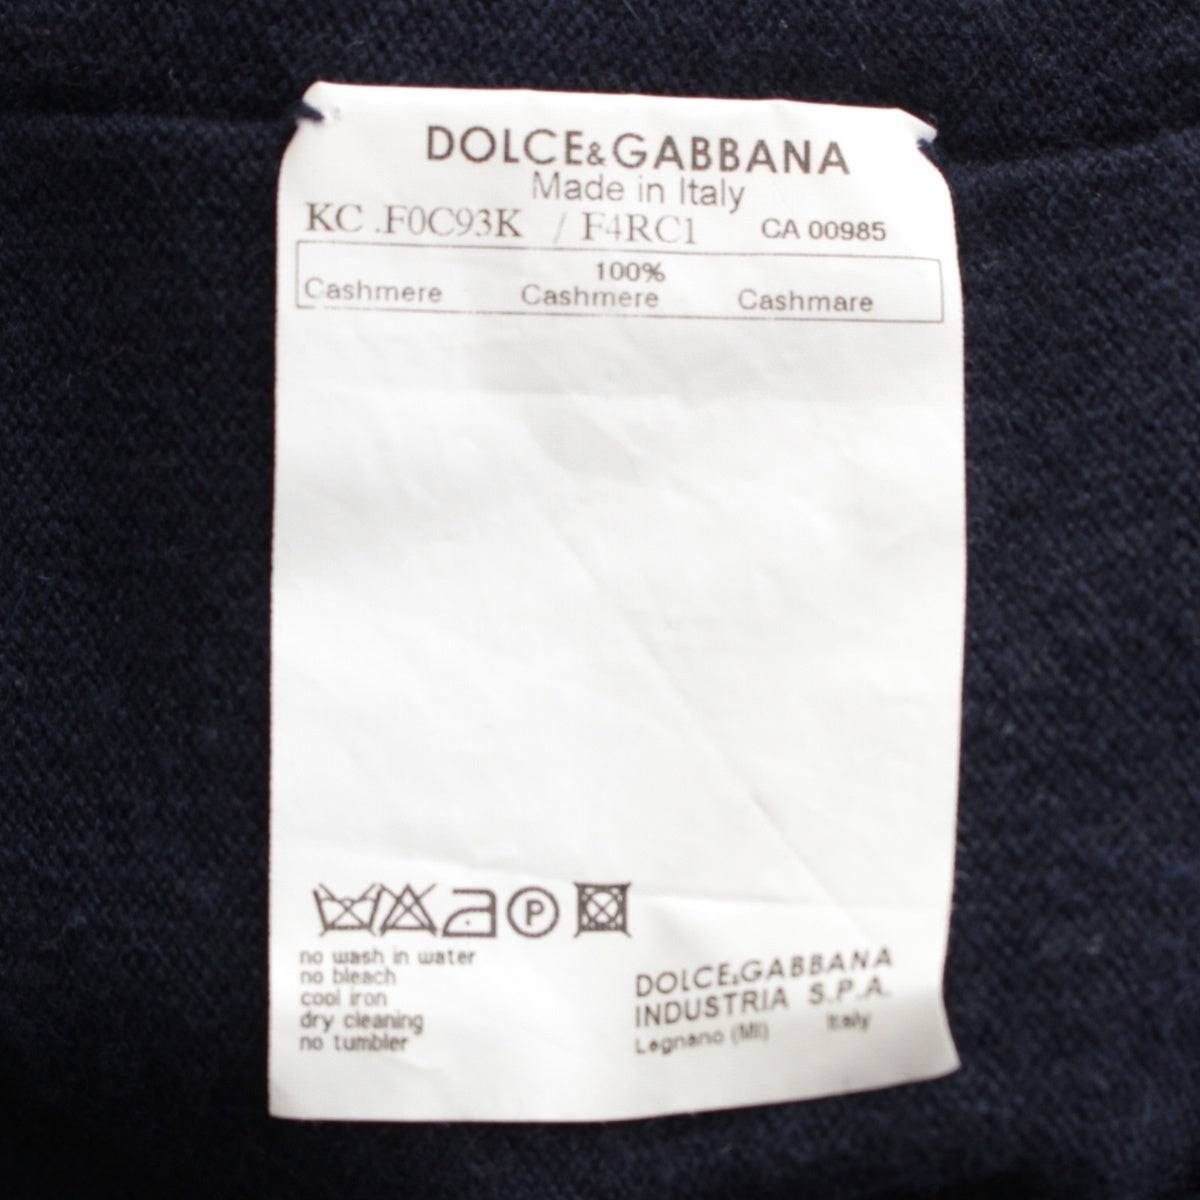 DOLCE&GABBANA
Made in Italy
KC .F0C93K / F4RC1 CA 00985
100%
Cashmere Cashmere Cashmare
P
no wash in water
no bleach
cool iron
dry cleaning
no tumbler
DOLCE&GABBANA
INDUSTRIA S.P.A.
Legnano (MI) Italy